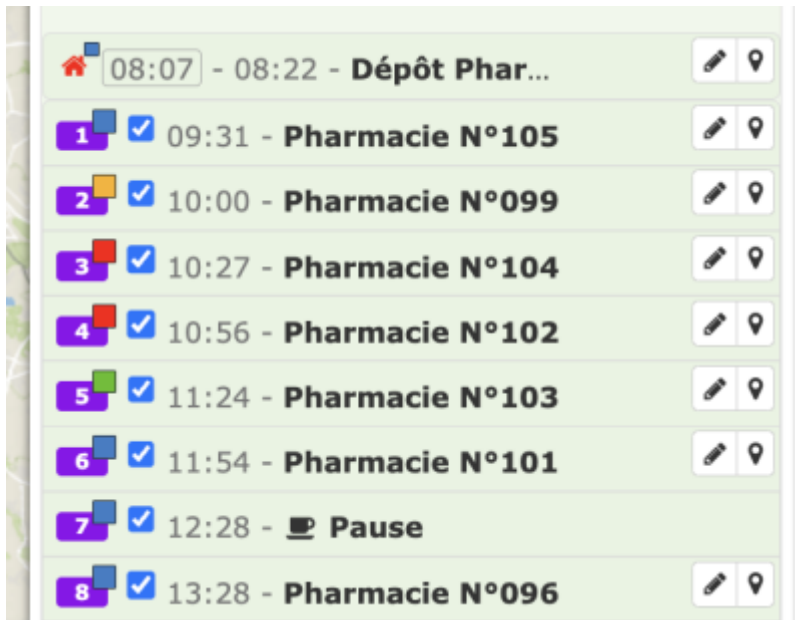 08:07 - 08:22 - Dépôt Phar...
1 09:31 - Pharmacie N°105
2 10:00 - Pharmacie N°099
3 10:27 - Pharmacie N°104
4 10:56 - Pharmacie N°102
5 11:24 - Pharmacie N°103
6 11:54 - Pharmacie N°101
7 12:28 - Pause
8 13:28 - Pharmacie N°096